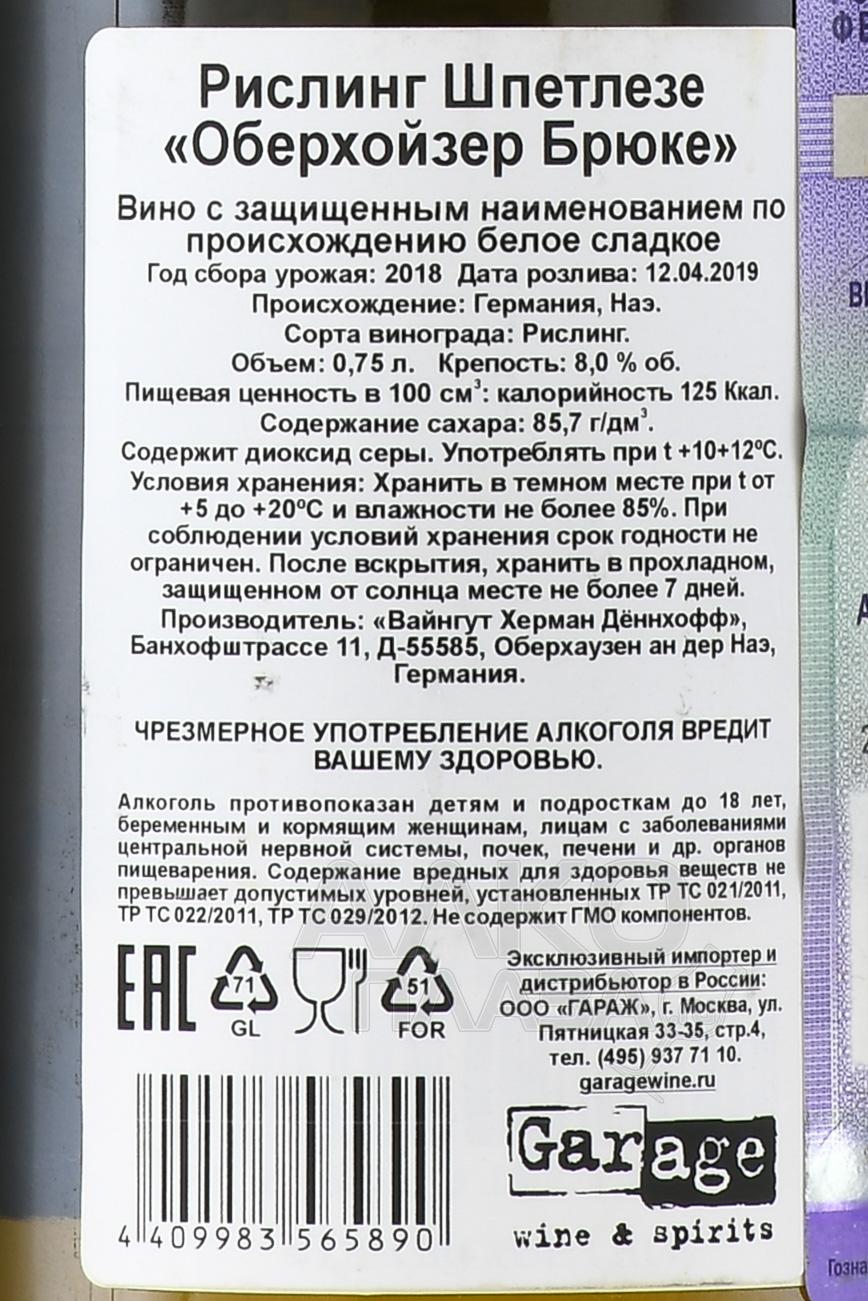 Рислинг Шпетлезе
«Оберхойзер Брюке»
Вино с защищенным наименованием по
происхождению белое сладкое
Год сбора урожая: 2018 Дата розлива: 12.04.2019
Происхождение: Германия, Наэ.
Сорта винограда: Рислинг.
Объем: 0,75 л. Крепость: 8,0 % об.
Пищевая ценность в 100 см³: калорийность 125 Ккал.
Содержание сахара: 85,7 г/дм³.
Содержит диоксид серы. Употреблять при t +10+12ºС.
Условия хранения: Хранить в темном месте при t от
+5 до +20ºС и влажности не более 85%. При
соблюдении условий хранения срок годности не
ограничен. После вскрытия, хранить в прохладном,
защищенном от солнца месте не более 7 дней.
Производитель: «Вайнгут Херман Дённхофф»,
Банхофштрассе 11, Д-55585, Оберхаузен ан дер Наэ,
Германия.
ЧРЕЗМЕРНОЕ УПОТРЕБЛЕНИЕ АЛКОГОЛЯ ВРЕДИТ
ВАШЕМУ ЗДОРОВЬЮ.
Алкоголь противопоказан детям и подросткам до 18 лет,
беременным и кормящим женщинам, лицам с заболеваниями
центральной нервной системы, почек, печени и др. органов
пищеварения. Содержание вредных для здоровья веществ не
превышает допустимых уровней, установленных ТР ТС 021/2011,
ТР ТС 022/2011, ТР ТС 029/2012. Не содержит ГМО компонентов.
ЕАС
71
GL
51
FOR
Эксклюзивный импортер и
дистрибьютор в России:
ООО «ГАРАЖ», г. Москва, ул.
Пятницкая 33-35, стр.4,
тел. (495) 937 71 10.
garagewine.ru
Garage
wine & spirits
4 409983 565890
АЛКО
ПЛАЗА